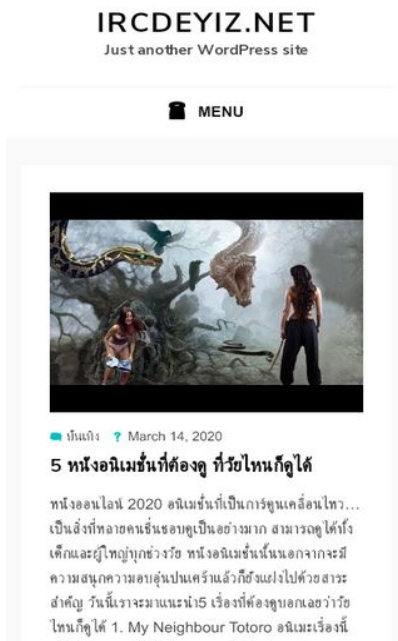 IRCDEYIZ.NET
Just another WordPress site
MENU
บันเทิง ? March 14, 2020
5 หนังอนิเมชั่นที่ต้องดู ที่วัยไหนก็ดูได้
หนังออนไลน์ 2020 อนิเมชั่นที่เป็นการ์ตูนเคลื่อนไหว…
เป็นสิ่งที่หลายคนชื่นชอบดูเป็นอย่างมาก สามารถดูได้ทั้ง
เด็กและผู้ใหญ่ทุกช่วงวัย หนังอนิเมชั่นนั้นนอกจากจะมี
ความสนุกความอบอุ่นปนเศร้าแล้วก็ยังแฝงไปด้วยสาระ
สำคัญ วันนี้เราจะมาแนะนำ5 เรื่องที่ต้องดูบอกเลยว่าวัย
ไหนก็ดูได้ 1. My Neighbour Totoro อนิเมะเรื่องนี้